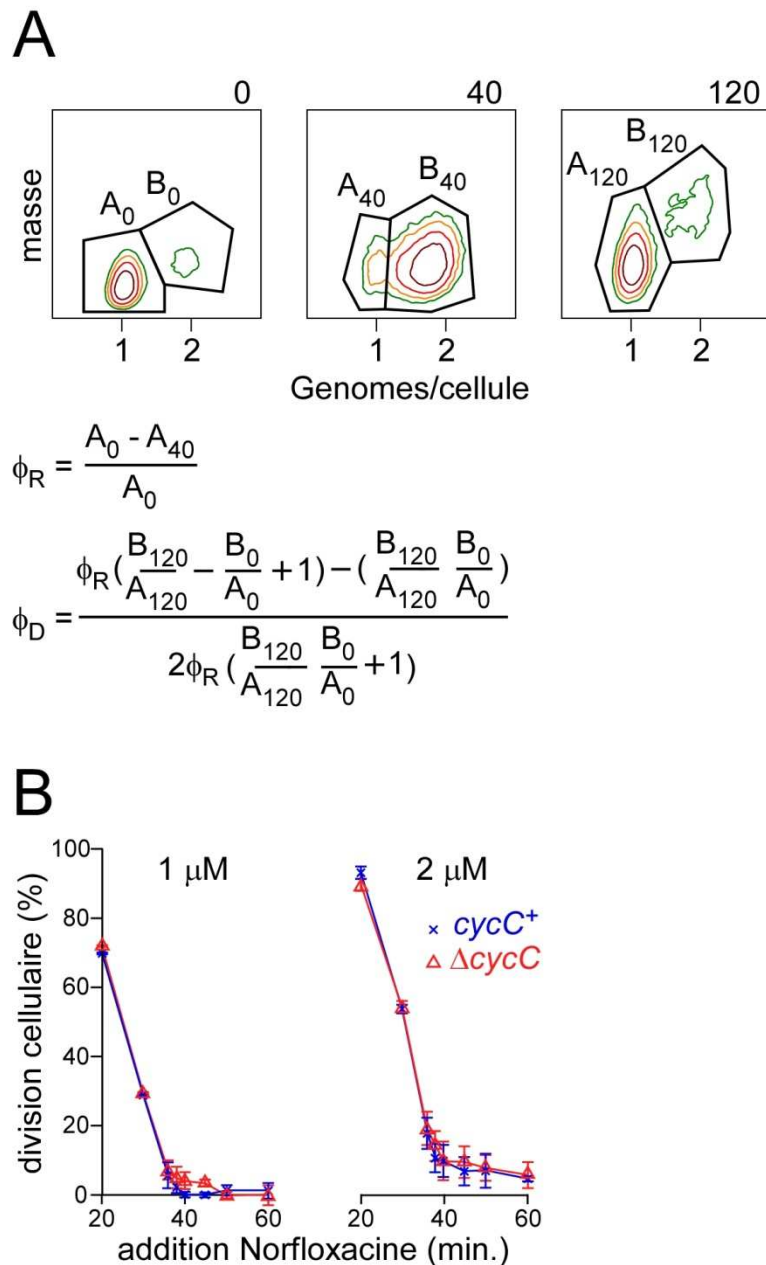 A
0 40 120
masse
A₀ B₀
A₄₀ B₄₀
A₁₂₀ B₁₂₀
1 2 1 2 1 2
Genomes/cellule
ϕR = (A₀ - A₄₀) / A₀
ϕD = (ϕR(B₁₂₀/A₁₂₀ − B₀/A₀ + 1) − (B₁₂₀/A₁₂₀ B₀/A₀)) / (2ϕR(B₁₂₀/A₁₂₀ B₀/A₀ + 1))
B
division cellulaire (%)
100
80
60
40
20
0
1 μM 2 μM
cycC⁺
ΔcycC
20 40 60 20 40 60
addition Norfloxacine (min.)